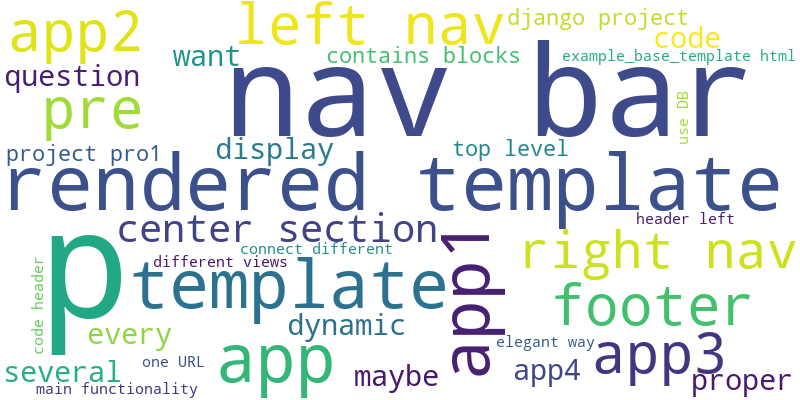 app2
left nav
django project
code
want
contains blocks
example_base_template html
question
nav bar
pre
use DB
project pro1
display
top level
rendered template
header left
center section
p
connect different
different views
app1
right nav
code header
template
footer
dynamic
every
elegant way
app
app3
several
one URL
maybe
app4
proper
main functionality